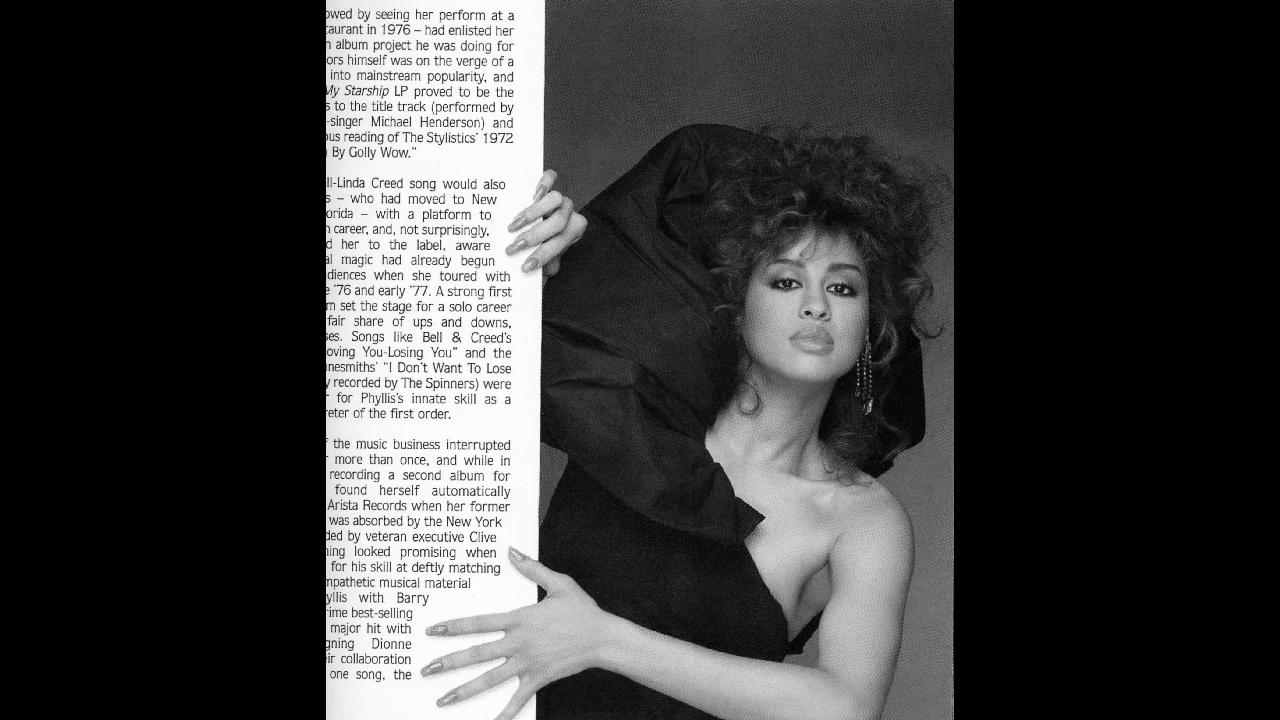 owed by seeing her perform at a
taurant in 1976 – had enlisted her
n album project he was doing for
ors himself was on the verge of a
into mainstream popularity, and
My Starship LP proved to be the
s to the title track (performed by
-singer Michael Henderson) and
ous reading of The Stylistics' 1972
By Golly Wow."
ll-Linda Creed song would also
s – who had moved to New
orida – with a platform to
n career, and, not surprisingly,
d her to the label, aware
al magic had already begun
diences when she toured with
e '76 and early '77. A strong first
m set the stage for a solo career
fair share of ups and downs,
ses. Songs like Bell & Creed's
oving You-Losing You" and the
nesmiths' "I Don't Want To Lose
y recorded by The Spinners) were
r for Phyllis's innate skill as a
reter of the first order.
f the music business interrupted
r more than once, and while in
recording a second album for
found herself automatically
Arista Records when her former
was absorbed by the New York
ded by veteran executive Clive
hing looked promising when
for his skill at deftly matching
mpathetic musical material
yllis with Barry
rime best-selling
major hit with
gning Dionne
eir collaboration
one song, the